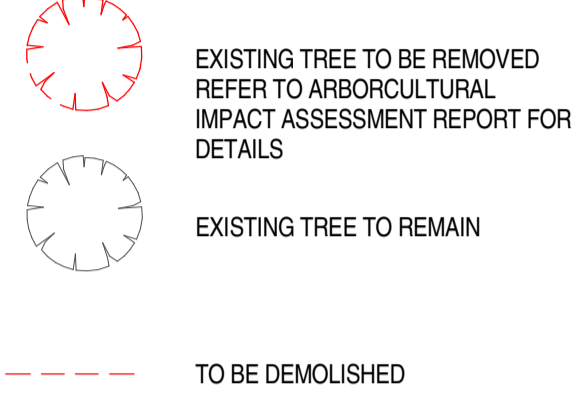 EXISTING TREE TO BE REMOVED
REFER TO ARBORCULTURAL
IMPACT ASSESSMENT REPORT FOR
DETAILS
EXISTING TREE TO REMAIN
TO BE DEMOLISHED